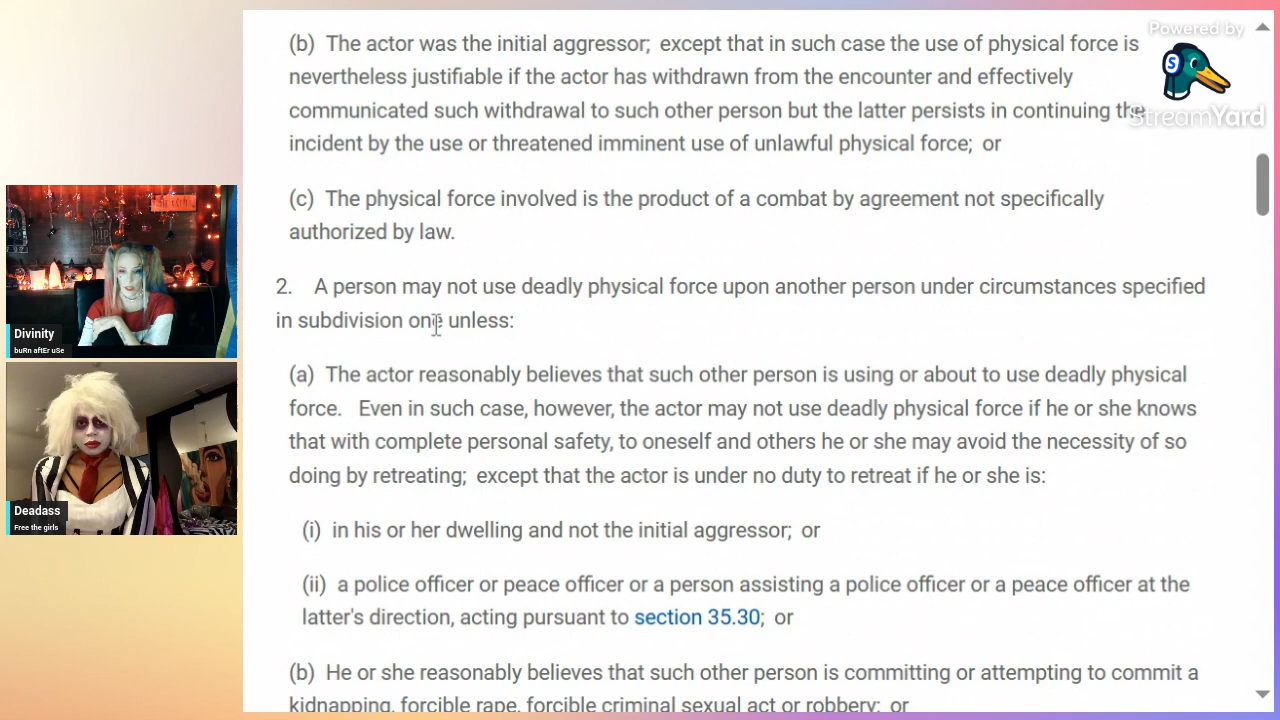 Powered by
StreamYard
(b) The actor was the initial aggressor; except that in such case the use of physical force is
nevertheless justifiable if the actor has withdrawn from the encounter and effectively
communicated such withdrawal to such other person but the latter persists in continuing the
incident by the use or threatened imminent use of unlawful physical force; or
(c) The physical force involved is the product of a combat by agreement not specifically
authorized by law.
2. A person may not use deadly physical force upon another person under circumstances specified
in subdivision one unless:
(a) The actor reasonably believes that such other person is using or about to use deadly physical
force. Even in such case, however, the actor may not use deadly physical force if he or she knows
that with complete personal safety, to oneself and others he or she may avoid the necessity of so
doing by retreating; except that the actor is under no duty to retreat if he or she is:
(i) in his or her dwelling and not the initial aggressor; or
(ii) a police officer or peace officer or a person assisting a police officer or a peace officer at the
latter's direction, acting pursuant to section 35.30; or
(b) He or she reasonably believes that such other person is committing or attempting to commit a
kidnapping, forcible rape, forcible criminal sexual act or robbery; or
Divinity
buRn aftEr uSe
Deadass
Free the girls